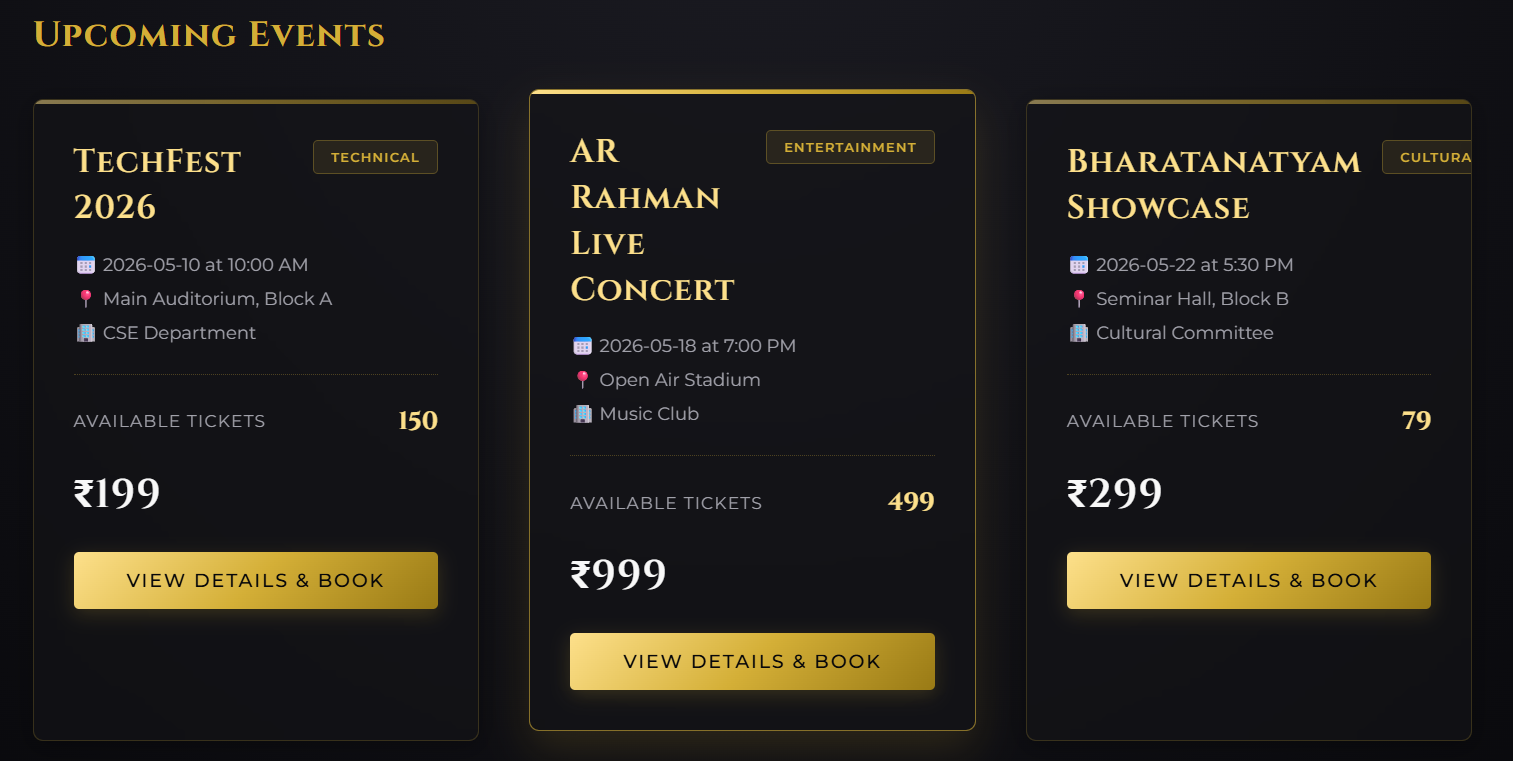 Upcoming Events
TechFest
2026
TECHNICAL
2026-05-10 at 10:00 AM
Main Auditorium, Block A
CSE Department
AVAILABLE TICKETS 150
₹199
VIEW DETAILS & BOOK
AR
Rahman
Live
Concert
ENTERTAINMENT
2026-05-18 at 7:00 PM
Open Air Stadium
Music Club
AVAILABLE TICKETS 499
₹999
VIEW DETAILS & BOOK
Bharatanatyam
Showcase
CULTURA
2026-05-22 at 5:30 PM
Seminar Hall, Block B
Cultural Committee
AVAILABLE TICKETS 79
₹299
VIEW DETAILS & BOOK